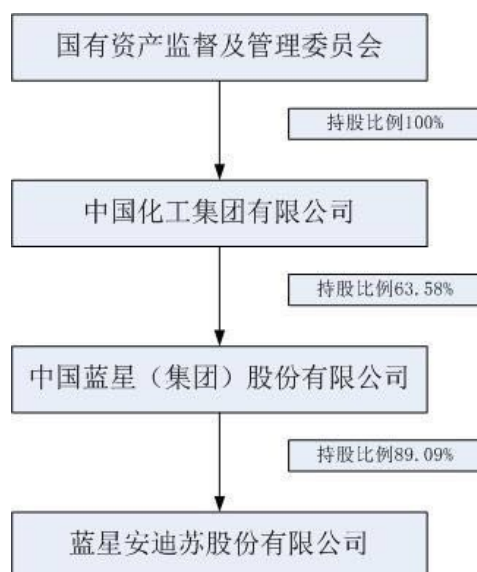 国有资产监督及管理委员会
持股比例100%
中国化工集团有限公司
持股比例63.58%
中国蓝星（集团）股份有限公司
持股比例89.09%
蓝星安迪苏股份有限公司